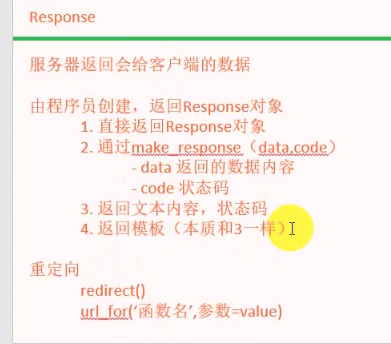 Response
服务器返回会给客户端的数据
由程序员创建，返回Response对象
1. 直接返回Response对象
2. 通过make_response（data,code）
- data 返回的数据内容
- code 状态码
3. 返回文本内容，状态码
4. 返回模板（本质和3一样）
重定向
redirect()
url_for(‘函数名’,参数=value)